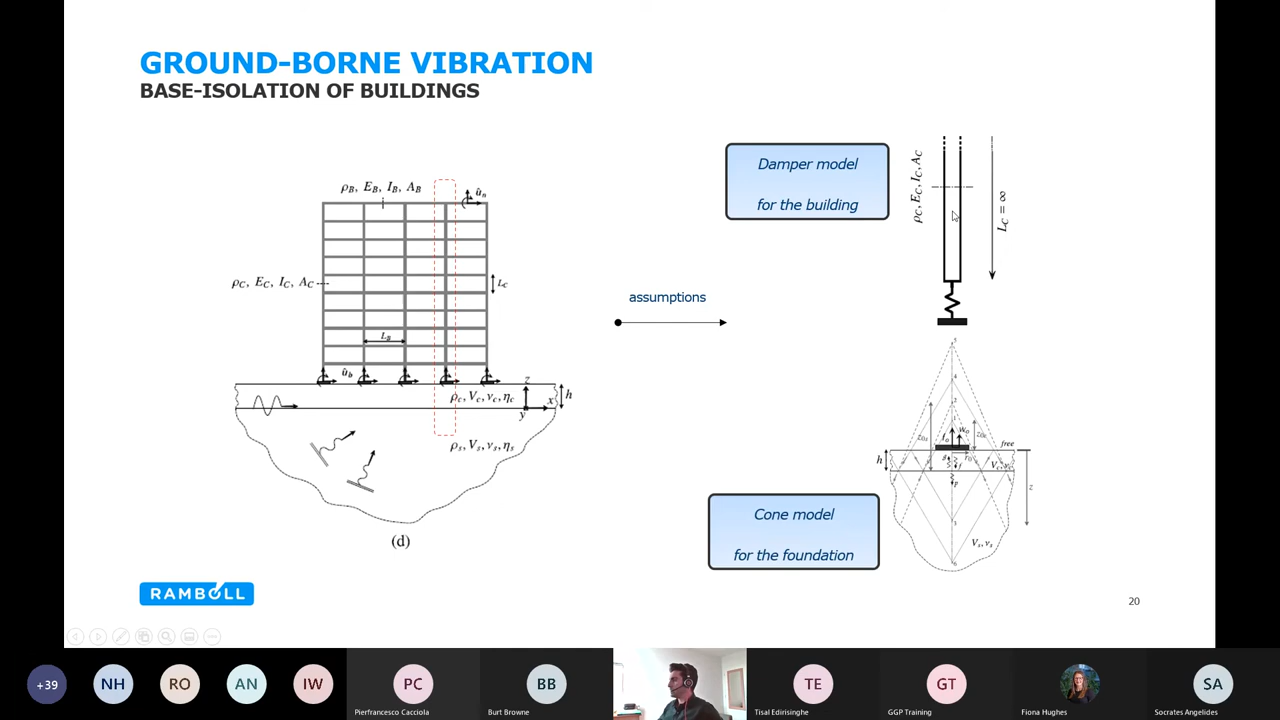 GROUND-BORNE VIBRATION
BASE-ISOLATION OF BUILDINGS
ρB, EB, IB, AB
ûn
ρC, EC, IC, AC
LC
LB
ûb
z
x
y
h
ρc, Vc, νc, ηc
ρs, Vs, νs, ηs
(d)
assumptions
Damper model
for the building
ρC, EC, IC, AC
LC = ∞
Cone model
for the foundation
free
h
z
Vs, νs
RAMBOLL
20
+39
NH
RO
AN
IW
PC
Pierfrancesco Cacciola
BB
Burt Browne
TE
Tisal Edirisinghe
GT
GGP Training
Fiona Hughes
SA
Socrates Angelides